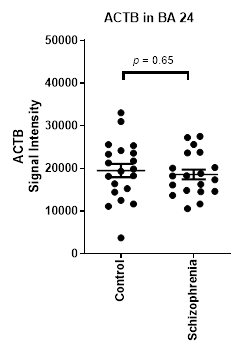 ACTB in BA 24
p = 0.65
ACTB
Signal Intensity
50000
40000
30000
20000
10000
0
Control
Schizophrenia